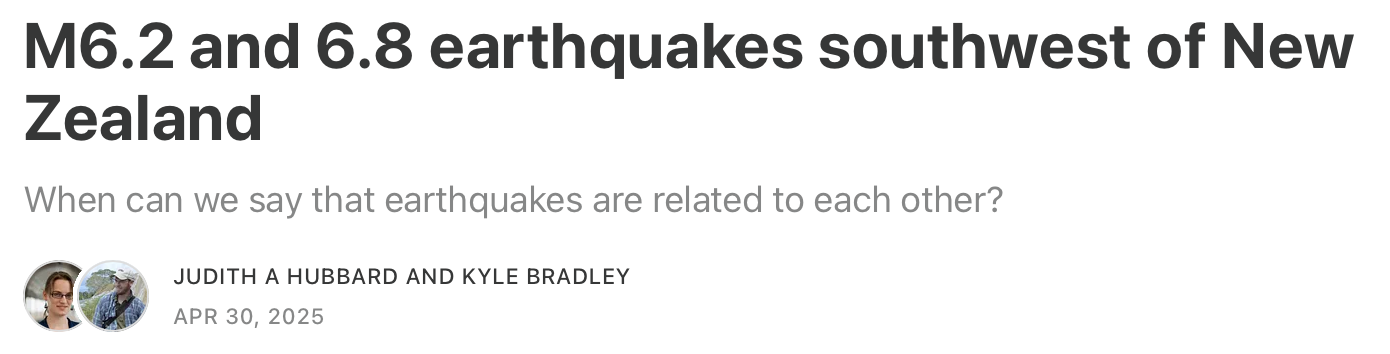 M6.2 and 6.8 earthquakes southwest of New
Zealand
When can we say that earthquakes are related to each other?
JUDITH A HUBBARD AND KYLE BRADLEY
APR 30, 2025